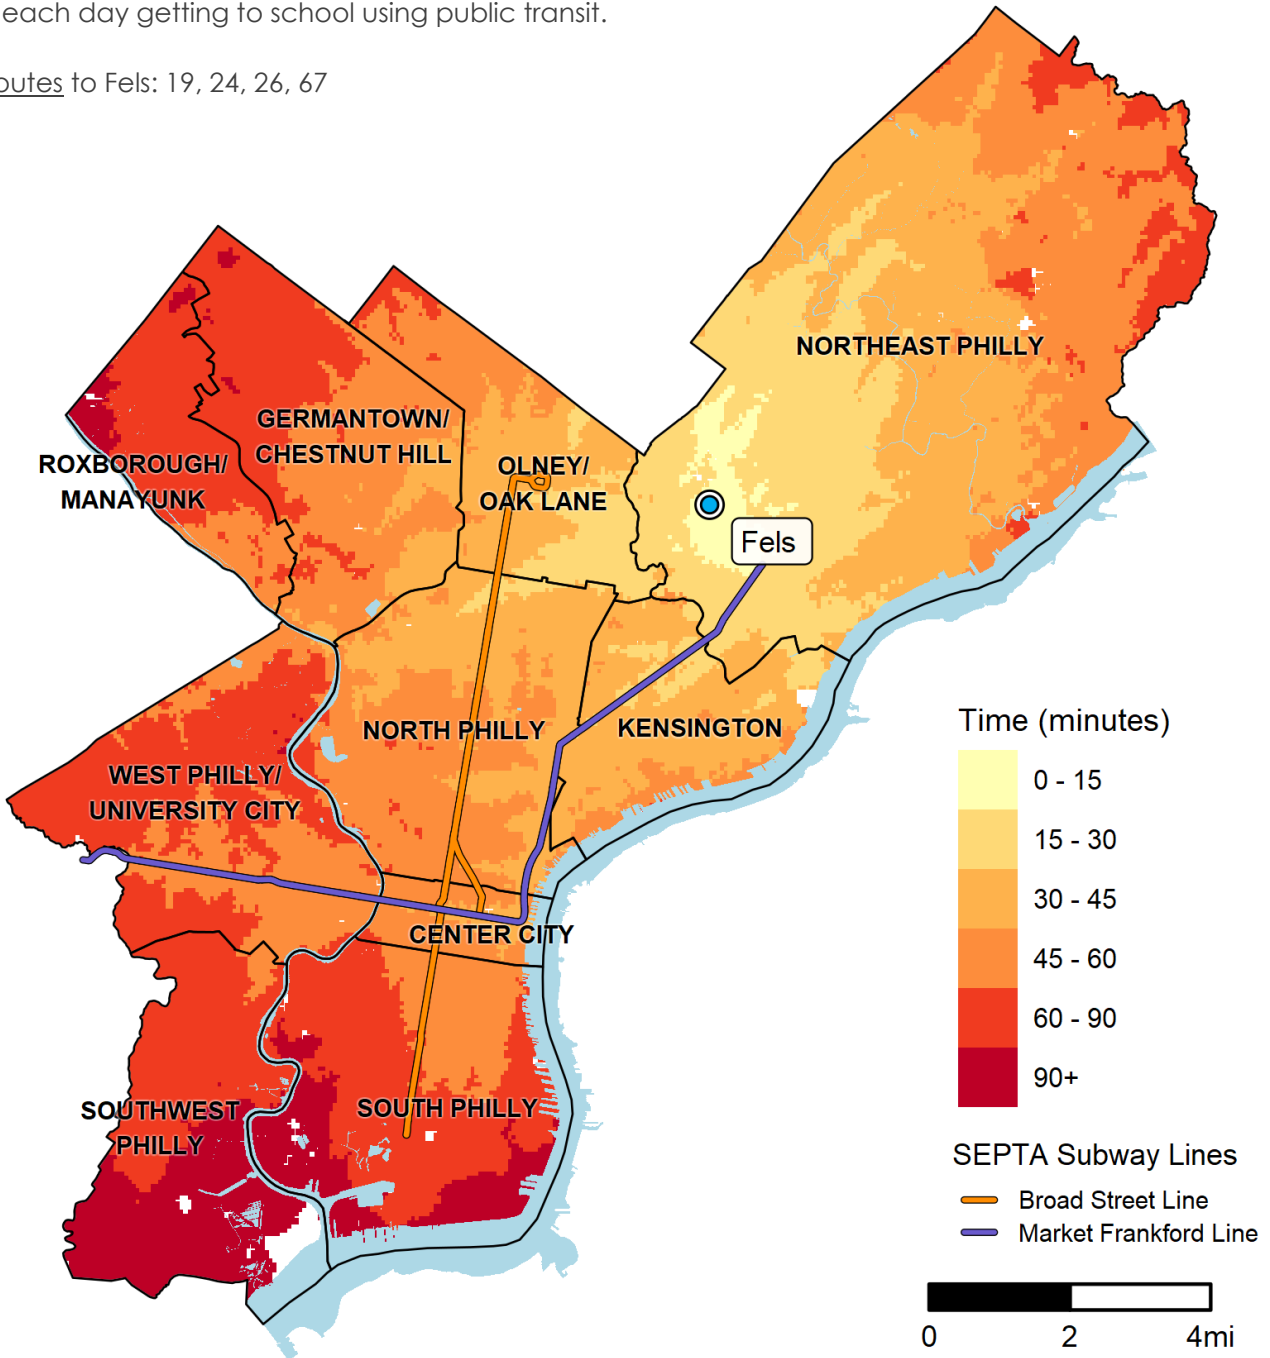 each day getting to school using public transit.
outes to Fels: 19, 24, 26, 67
NORTHEAST PHILLY
GERMANTOWN/
CHESTNUT HILL
ROXBOROUGH/
MANAYUNK
OLNEY/
OAK LANE
Fels
NORTH PHILLY
KENSINGTON
WEST PHILLY/
UNIVERSITY CITY
CENTER CITY
SOUTHWEST
PHILLY
SOUTH PHILLY
Time (minutes)
0 - 15
15 - 30
30 - 45
45 - 60
60 - 90
90+
SEPTA Subway Lines
Broad Street Line
Market Frankford Line
0 2 4mi